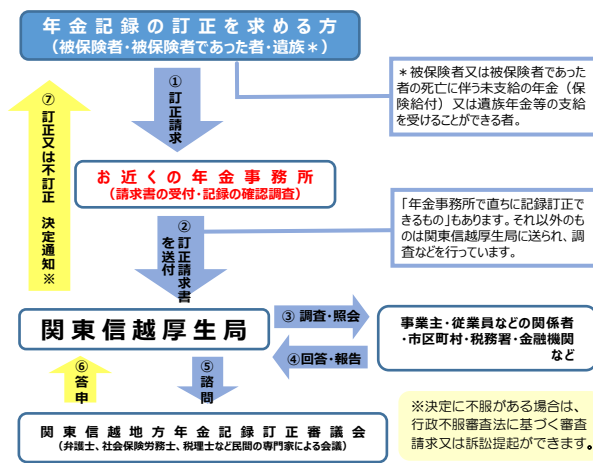 年金記録の訂正を求める方
（被保険者・被保険者であった者・遺族＊）
①
訂正請求
＊被保険者又は被保険者であった
者の死亡に伴う未支給の年金（保
険給付）又は遺族年金等の支給
を受けることができる者。
⑦
訂正又は不訂正 決定通知※
お近くの年金事務所
（請求書の受付・記録の確認調査）
②
訂正請求書
を送付
「年金事務所で直ちに記録訂正で
きるもの」もあります。それ以外のも
のは関東信越厚生局に送られ、調
査などを行っています。
関東信越厚生局
③ 調査・照会
④回答・報告
事業主・従業員などの関係者
・市区町村・税務署・金融機関
など
⑥
答申
⑤
諮問
関東信越地方年金記録訂正審議会
（弁護士、社会保険労務士、税理士など民間の専門家による会議）
※決定に不服がある場合は、
行政不服審査法に基づく審査
請求又は訴訟提起ができます。